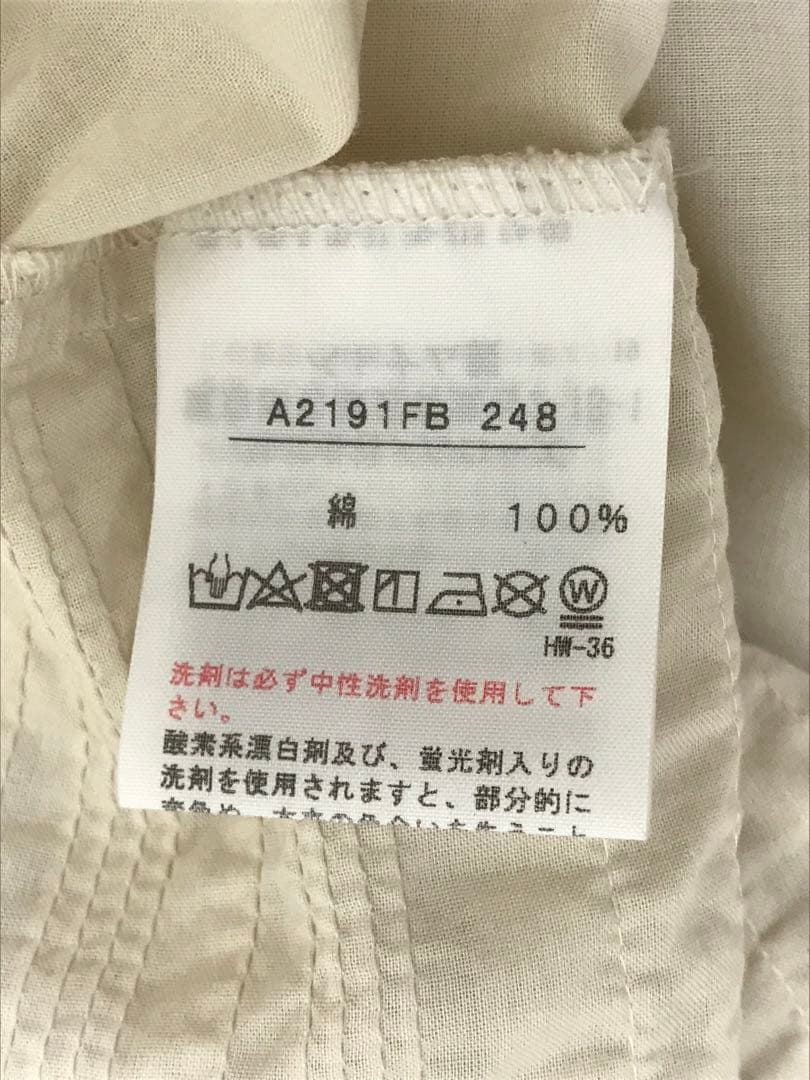 A2191FB 248
綿 100%
W
HW-36
洗剤は必ず中性洗剤を使用して下
さい。
酸素系漂白剤及び、蛍光剤入りの
洗剤を使用されますと、部分的に